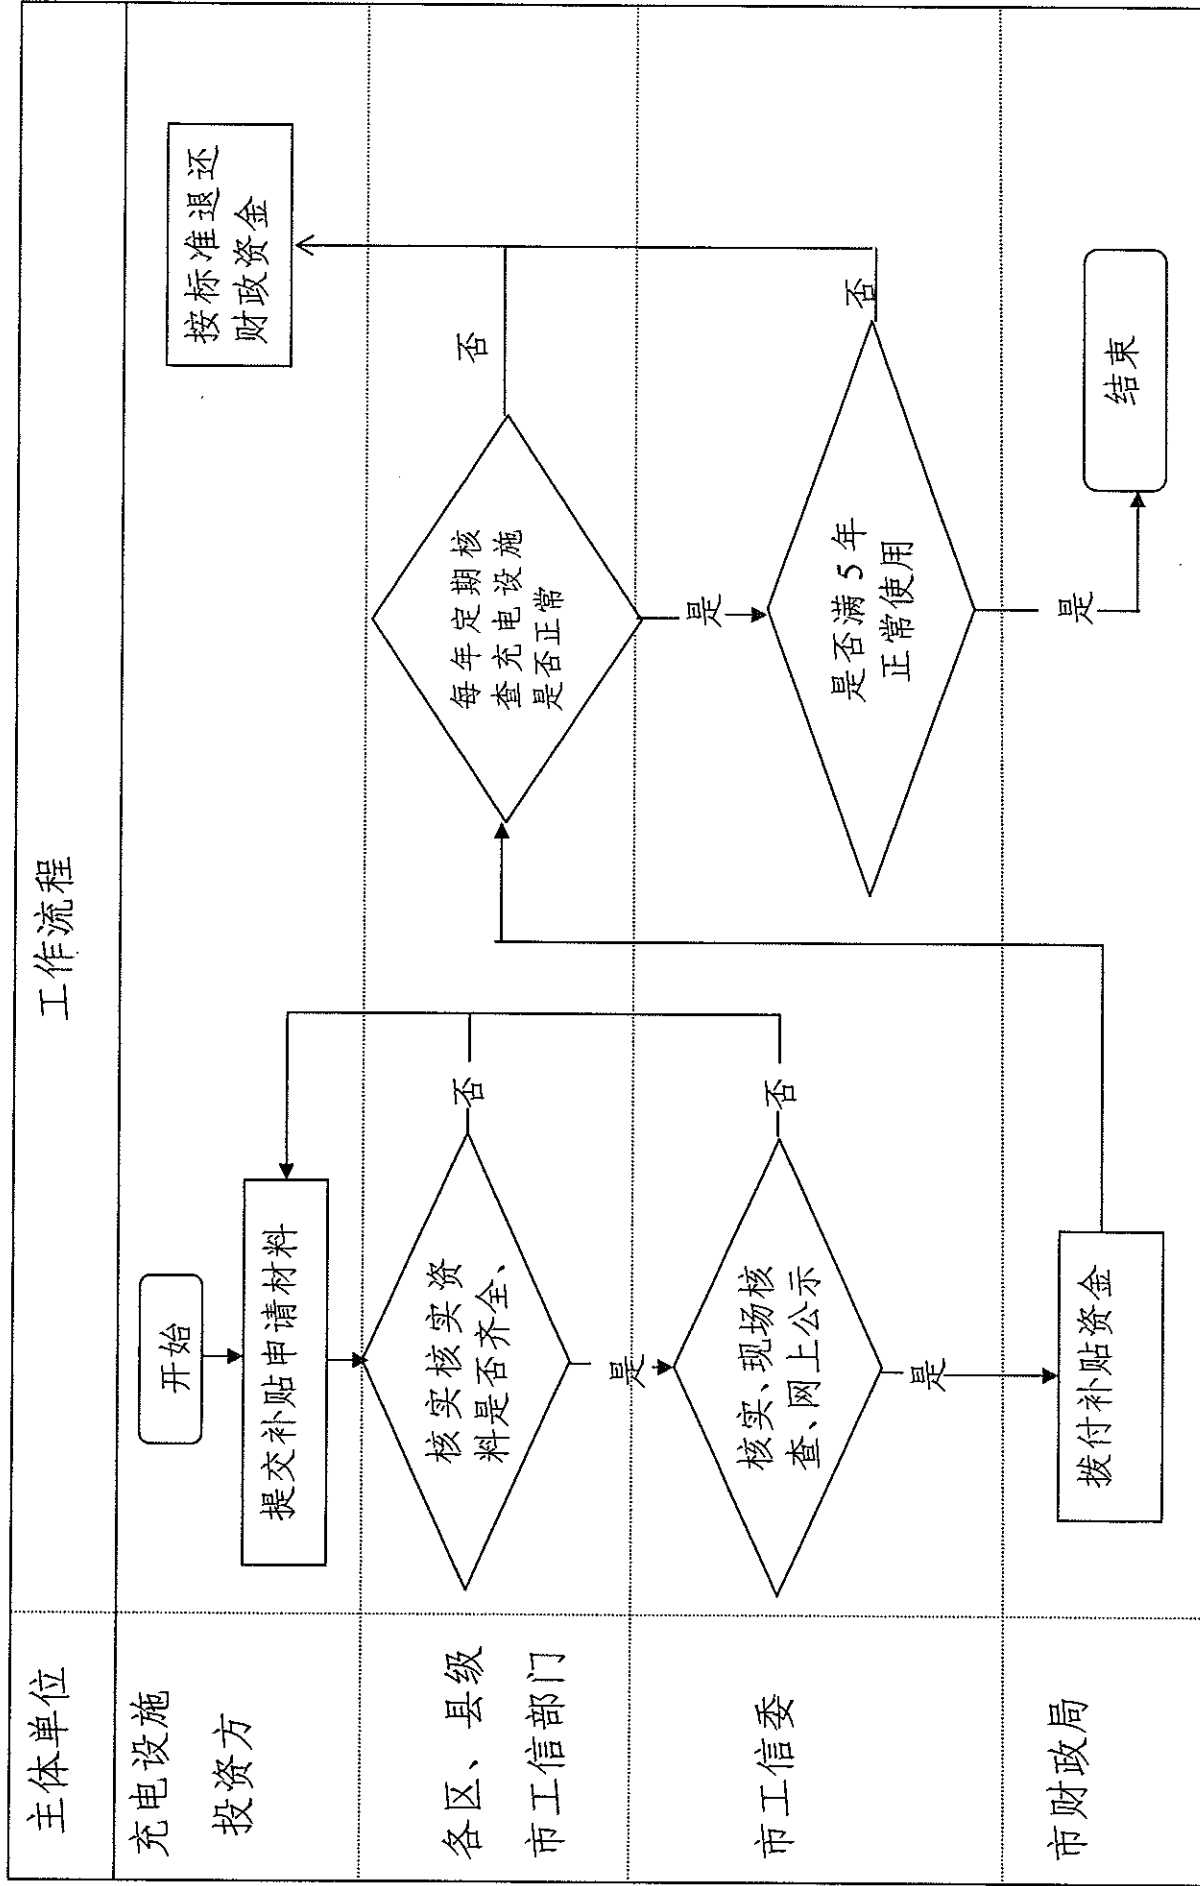 主体单位
工作流程
充电设施
投资方
开始
提交补贴申请材料
按标准退还
财政资金
各区、县级
市工信部门
核实核实资
料是否齐全、
否
是
每年定期核
查充电设施
是否正常
否
是
市工信委
核实、现场核
查、网上公示
否
是
是否满5年
正常使用
否
是
市财政局
拨付补贴资金
结束